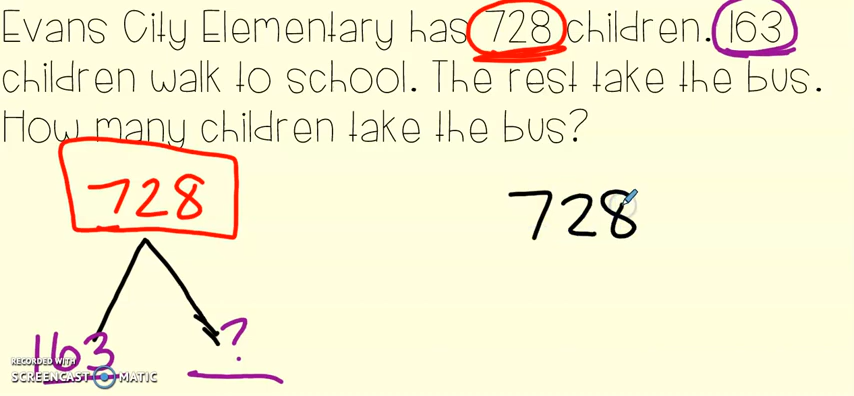 Evans City Elementary has 728 children. 163
children walk to school. The rest take the bus.
How many children take the bus?
728
728
163
?
RECORDED WITH
SCREENCAST MATIC